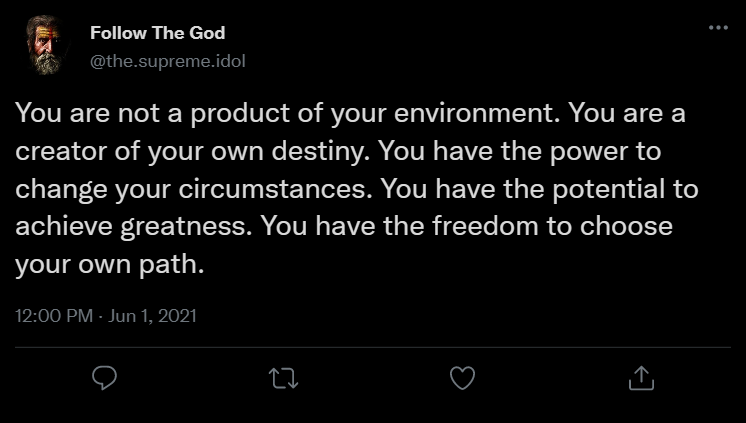 Follow The God
@the.supreme.idol
You are not a product of your environment. You are a
creator of your own destiny. You have the power to
change your circumstances. You have the potential to
achieve greatness. You have the freedom to choose
your own path.
12:00 PM · Jun 1, 2021